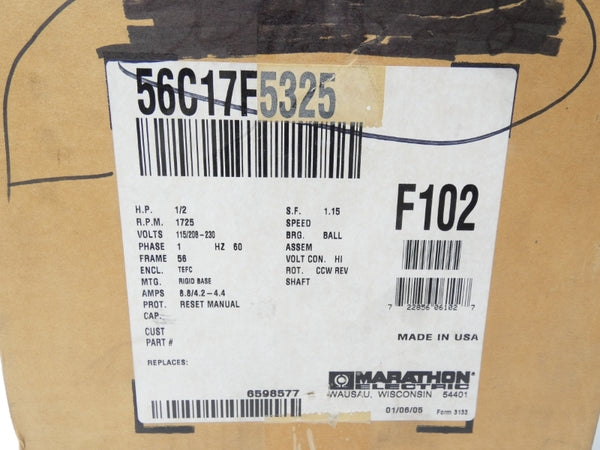 56C17F5325
H.P. 1/2
R.P.M. 1725
VOLTS 115/208-230
PHASE 1 HZ 60
FRAME 56
ENCL. TEFC
MTG. RIGID BASE
AMPS 8.8/4.2-4.4
PROT. RESET MANUAL
CAP.
CUST
PART #
REPLACES:
S.F. 1.15
SPEED
BRG. BALL
ASSEM
VOLT CON. HI
ROT. CCW REV
SHAFT
F102
7 22856 06102 7
MADE IN USA
6598577
MARATHON
ELECTRIC
WAUSAU, WISCONSIN 54401
01/06/05 Form 3133